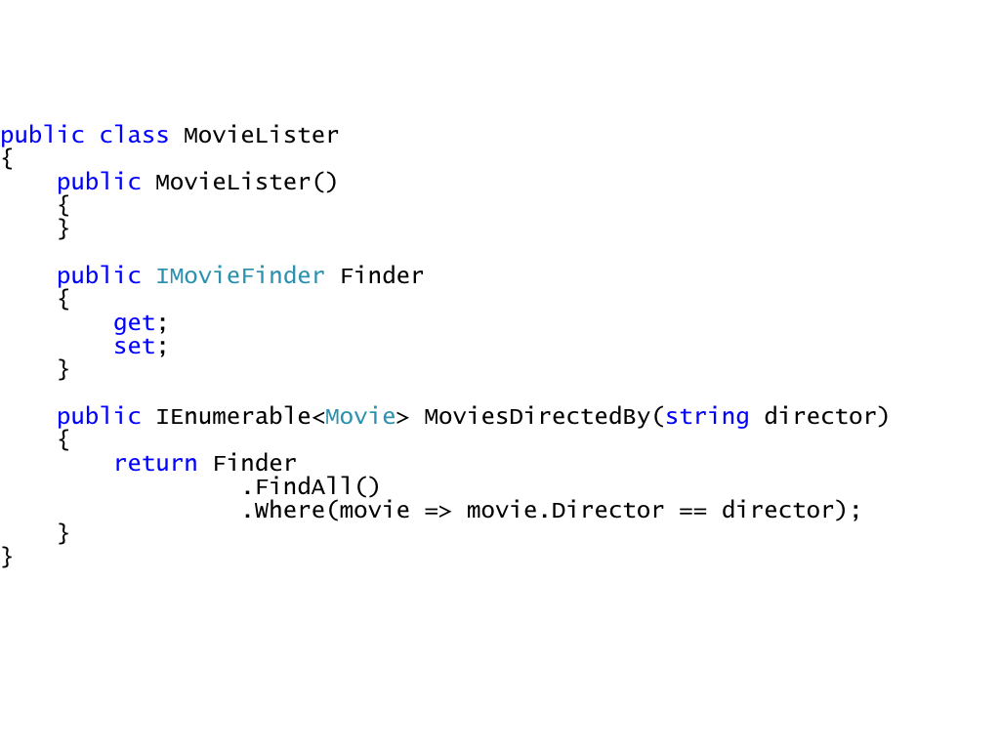 public class MovieLister
{
    public MovieLister()
    {
    }
    public IMovieFinder Finder
    {
        get;
        set;
    }
    public IEnumerable<Movie> MoviesDirectedBy(string director)
    {
        return Finder
                 .FindAll()
                 .Where(movie => movie.Director == director);
    }
}